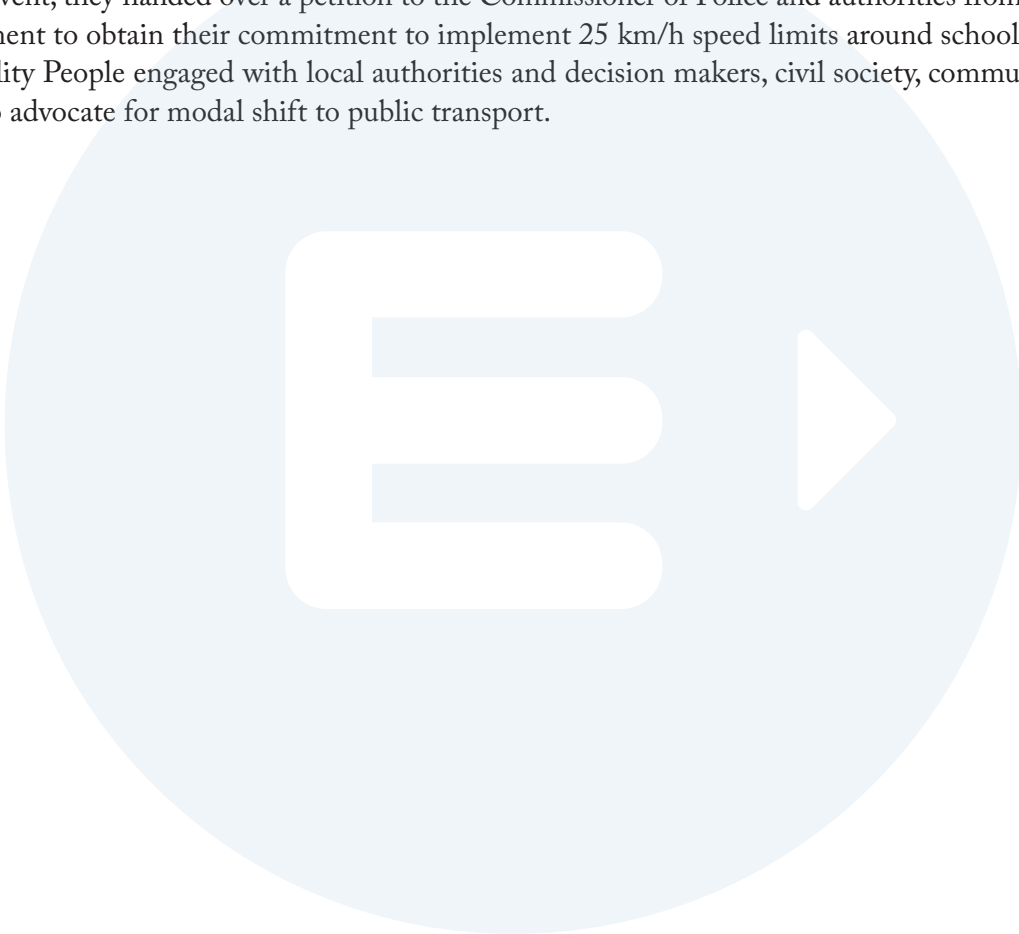 vent, they handed over a petition to the Commissioner of Police and authorities from
ment to obtain their commitment to implement 25 km/h speed limits around school
lity People engaged with local authorities and decision makers, civil society, commu
advocate for modal shift to public transport.
E